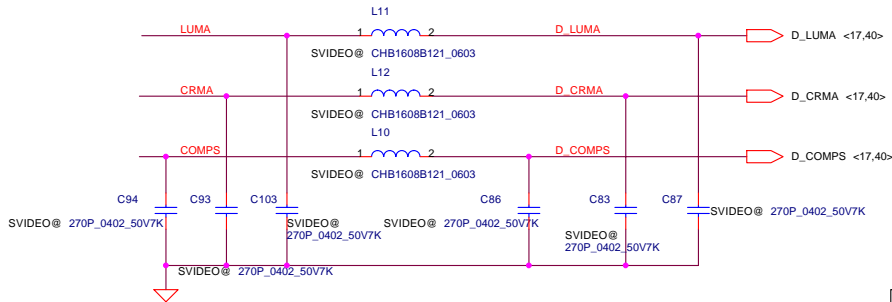 L11
LUMA 1 2 D_LUMA D_LUMA <17,40>
SVIDEO@ CHB1608B121_0603
L12
CRMA 1 2 D_CRMA D_CRMA <17,40>
SVIDEO@ CHB1608B121_0603
L10
COMPS 1 2 D_COMPS D_COMPS <17,40>
SVIDEO@ CHB1608B121_0603
C94 C93 C103 C86 C83 C87
SVIDEO@ 270P_0402_50V7K
SVIDEO@
270P_0402_50V7K
SVIDEO@ 270P_0402_50V7K
SVIDEO@
270P_0402_50V7K
SVIDEO@ 270P_0402_50V7K
SVIDEO@ 270P_0402_50V7K